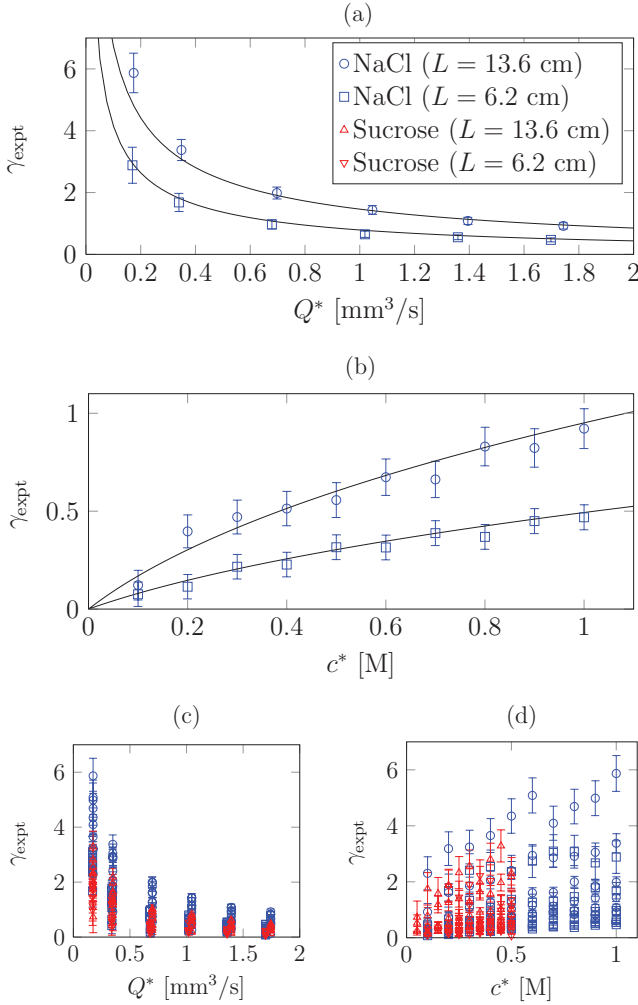 (a)
6
4
2
0
γexpt
NaCl (L = 13.6 cm)
NaCl (L = 6.2 cm)
Sucrose (L = 13.6 cm)
Sucrose (L = 6.2 cm)
0 0.2 0.4 0.6 0.8 1 1.2 1.4 1.6 1.8 2
Q* [mm³/s]
(b)
1
0.5
0
γexpt
0 0.2 0.4 0.6 0.8 1
c* [M]
(c)
6
4
2
0
γexpt
0 0.5 1 1.5 2
Q* [mm³/s]
(d)
6
4
2
0
γexpt
0 0.5 1
c* [M]